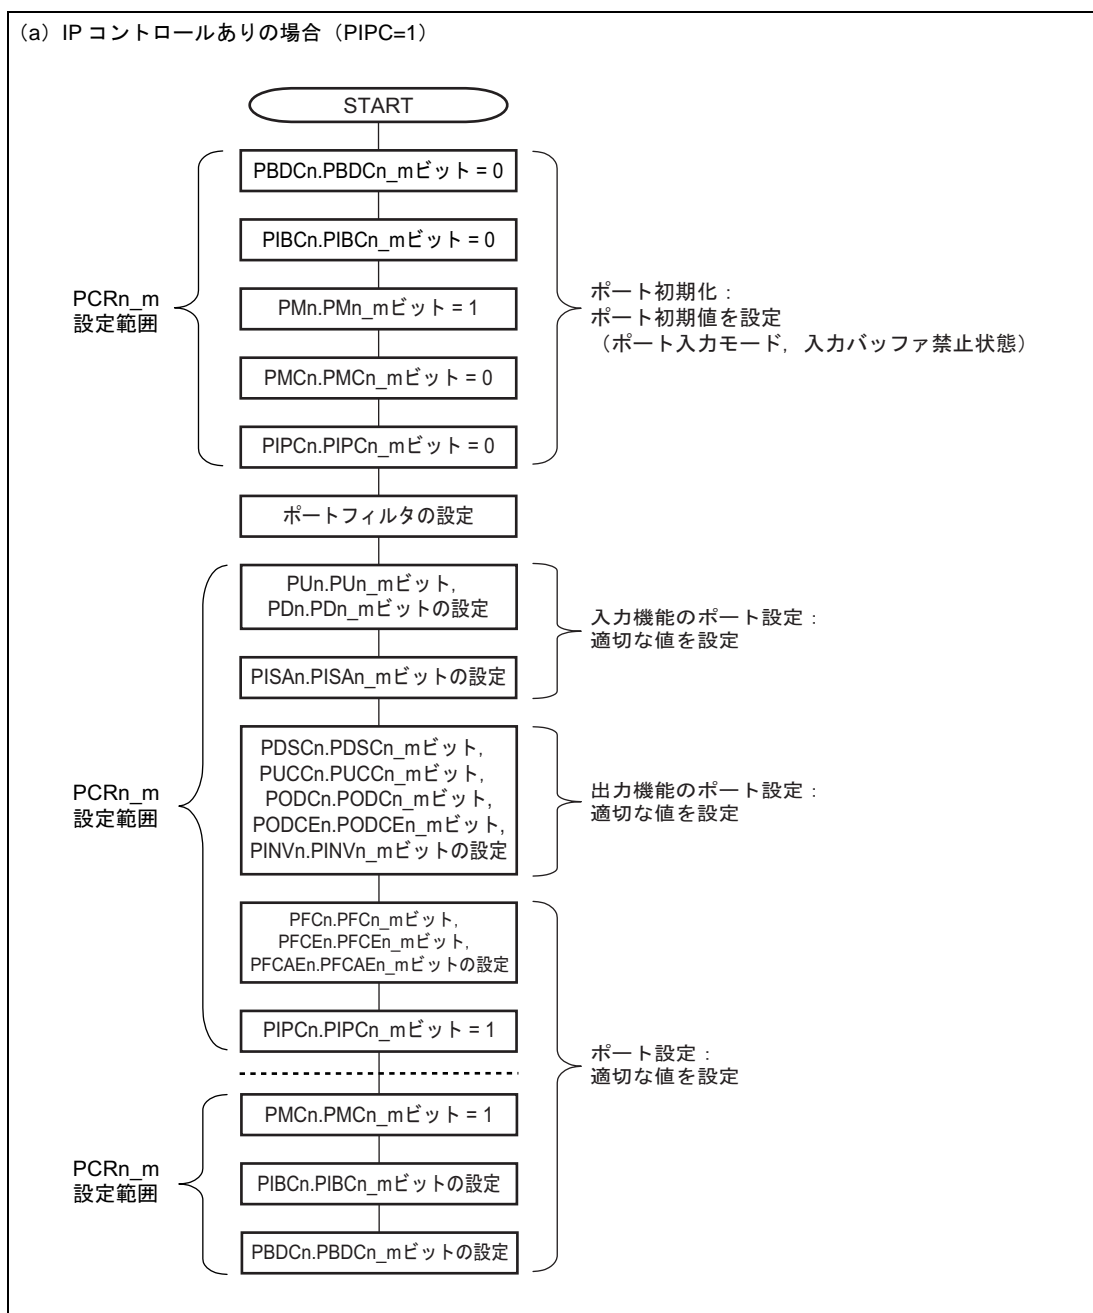 （a）IP コントロールありの場合（PIPC=1）
START
PBDCn.PBDCn_mビット = 0
PIBCn.PIBCn_mビット = 0
PMn.PMn_mビット = 1
PMCn.PMCn_mビット = 0
PIPCn.PIPCn_mビット = 0
PCRn_m
設定範囲
ポート初期化：
ポート初期値を設定
（ポート入力モード，入力バッファ禁止状態）
ポートフィルタの設定
PUn.PUn_mビット,
PDn.PDn_mビットの設定
PISAn.PISAn_mビットの設定
入力機能のポート設定：
適切な値を設定
PDSCn.PDSCn_mビット,
PUCCn.PUCCn_mビット,
PODCn.PODCn_mビット,
PODCEn.PODCEn_mビット,
PINVn.PINVn_mビットの設定
PCRn_m
設定範囲
出力機能のポート設定：
適切な値を設定
PFCn.PFCn_mビット,
PFCEn.PFCEn_mビット,
PFCAEn.PFCAEn_mビットの設定
PIPCn.PIPCn_mビット = 1
ポート設定：
適切な値を設定
PMCn.PMCn_mビット = 1
PIBCn.PIBCn_mビットの設定
PBDCn.PBDCn_mビットの設定
PCRn_m
設定範囲